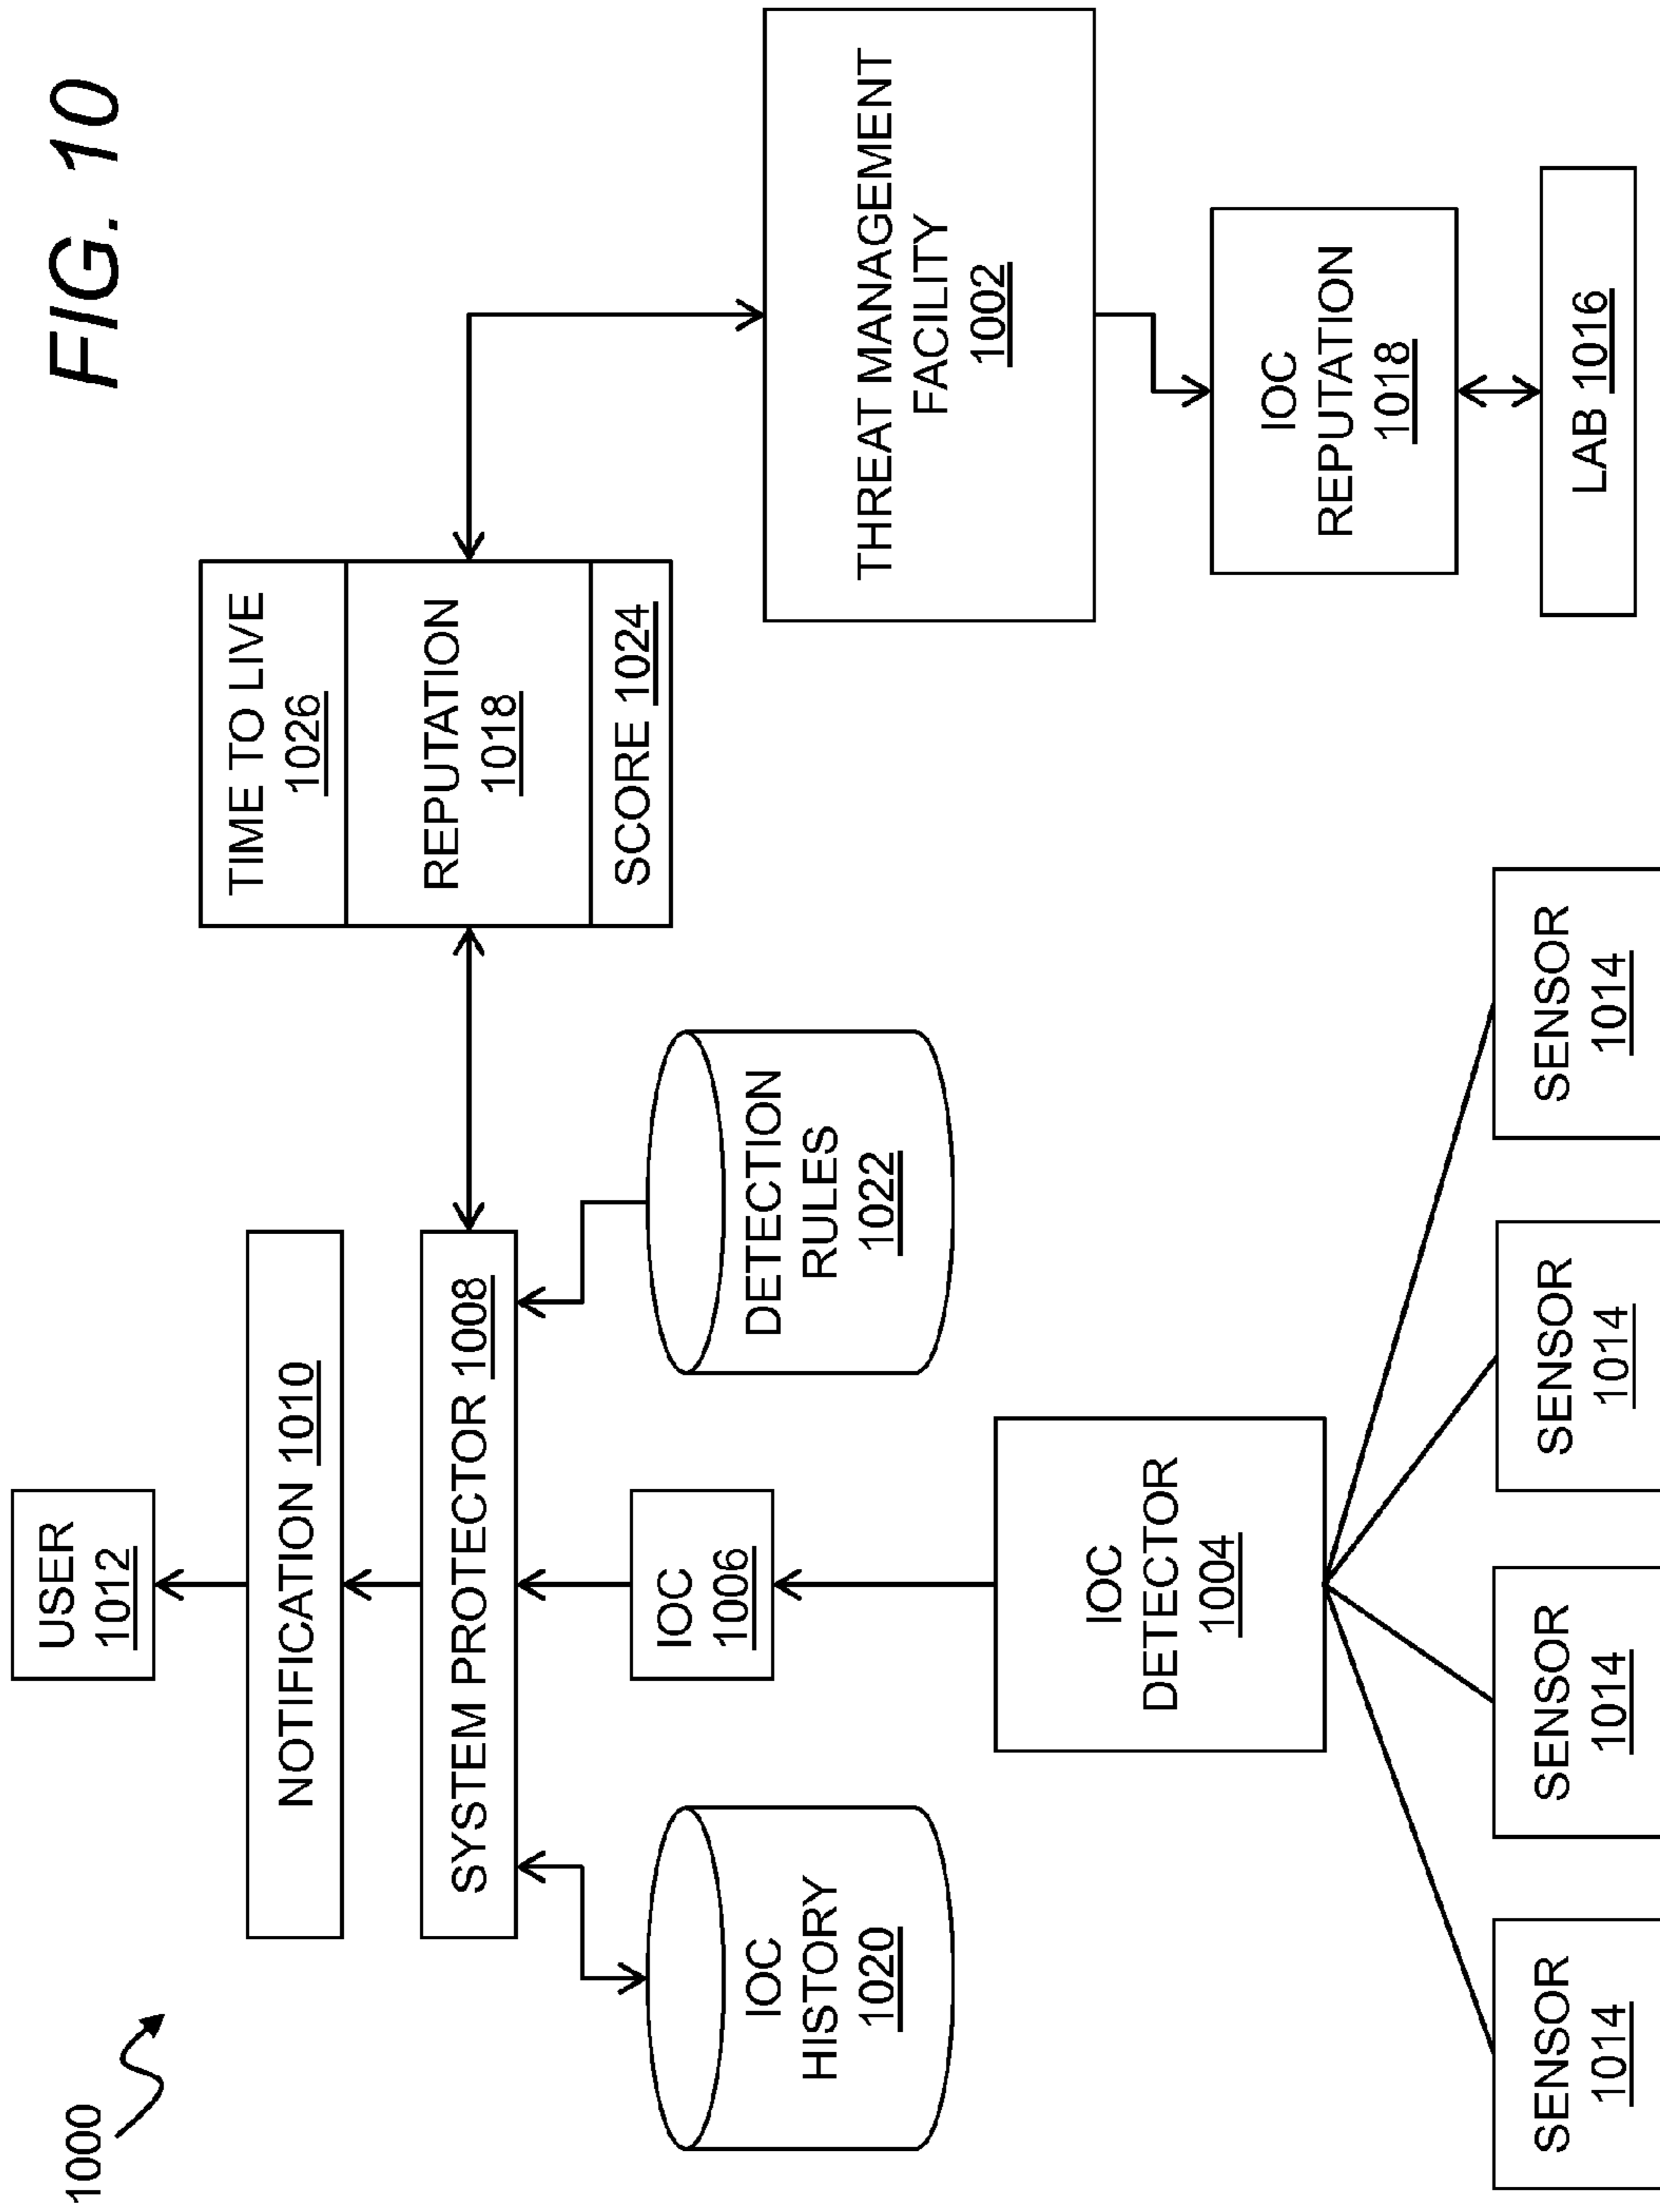 FIG. 10
1000
USER
1012
NOTIFICATION 1010
SYSTEM PROTECTOR 1008
TIME TO LIVE
1026
REPUTATION
1018
SCORE 1024
IOC
HISTORY
1020
IOC
1006
DETECTION
RULES
1022
THREAT MANAGEMENT
FACILITY
1002
IOC
DETECTOR
1004
IOC
REPUTATION
1018
LAB 1016
SENSOR
1014
SENSOR
1014
SENSOR
1014
SENSOR
1014